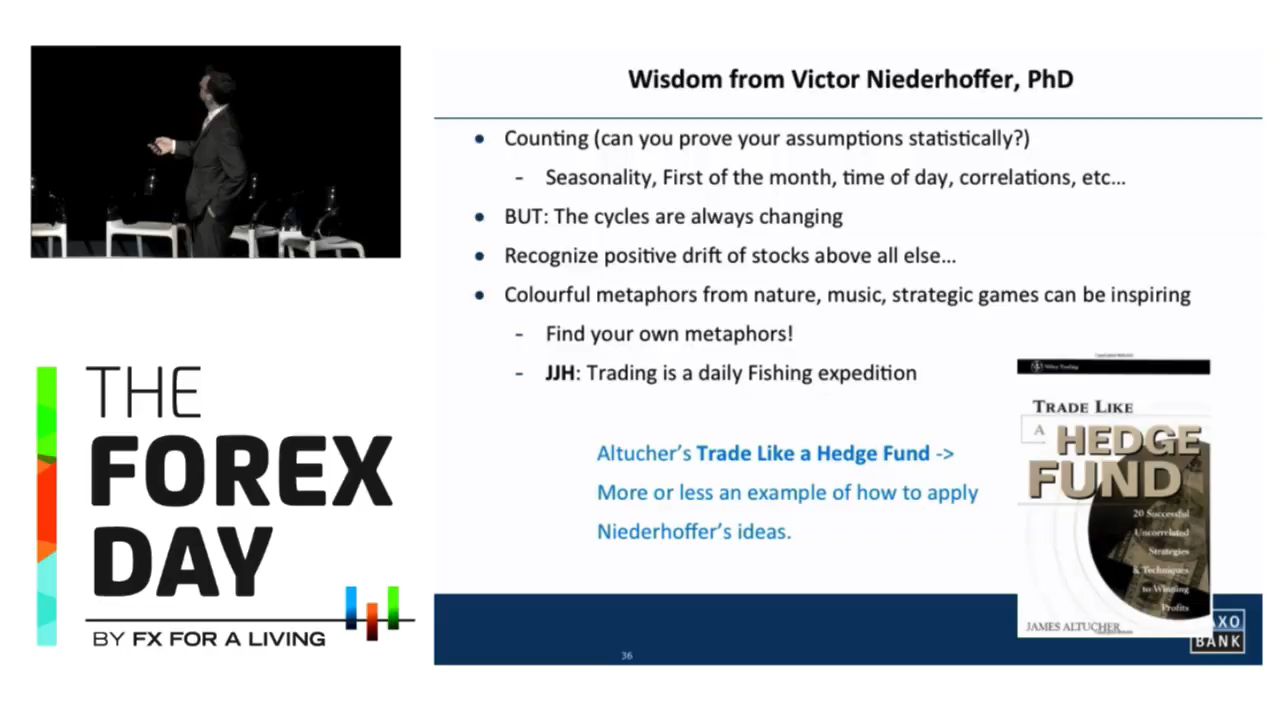 THE
FOREX
DAY
BY FX FOR A LIVING
Wisdom from Victor Niederhoffer, PhD
• Counting (can you prove your assumptions statistically?)
- Seasonality, First of the month, time of day, correlations, etc...
• BUT: The cycles are always changing
• Recognize positive drift of stocks above all else...
• Colourful metaphors from nature, music, strategic games can be inspiring
- Find your own metaphors!
- JJH: Trading is a daily Fishing expedition
Altucher's Trade Like a Hedge Fund ->
More or less an example of how to apply
Niederhoffer's ideas.
Wiley Trading
TRADE LIKE
A HEDGE
FUND
20 Successful
Uncorrelated
Strategies
& Techniques
to Winning
Profits
JAMES ALTUCHER
AXO
BANK
36